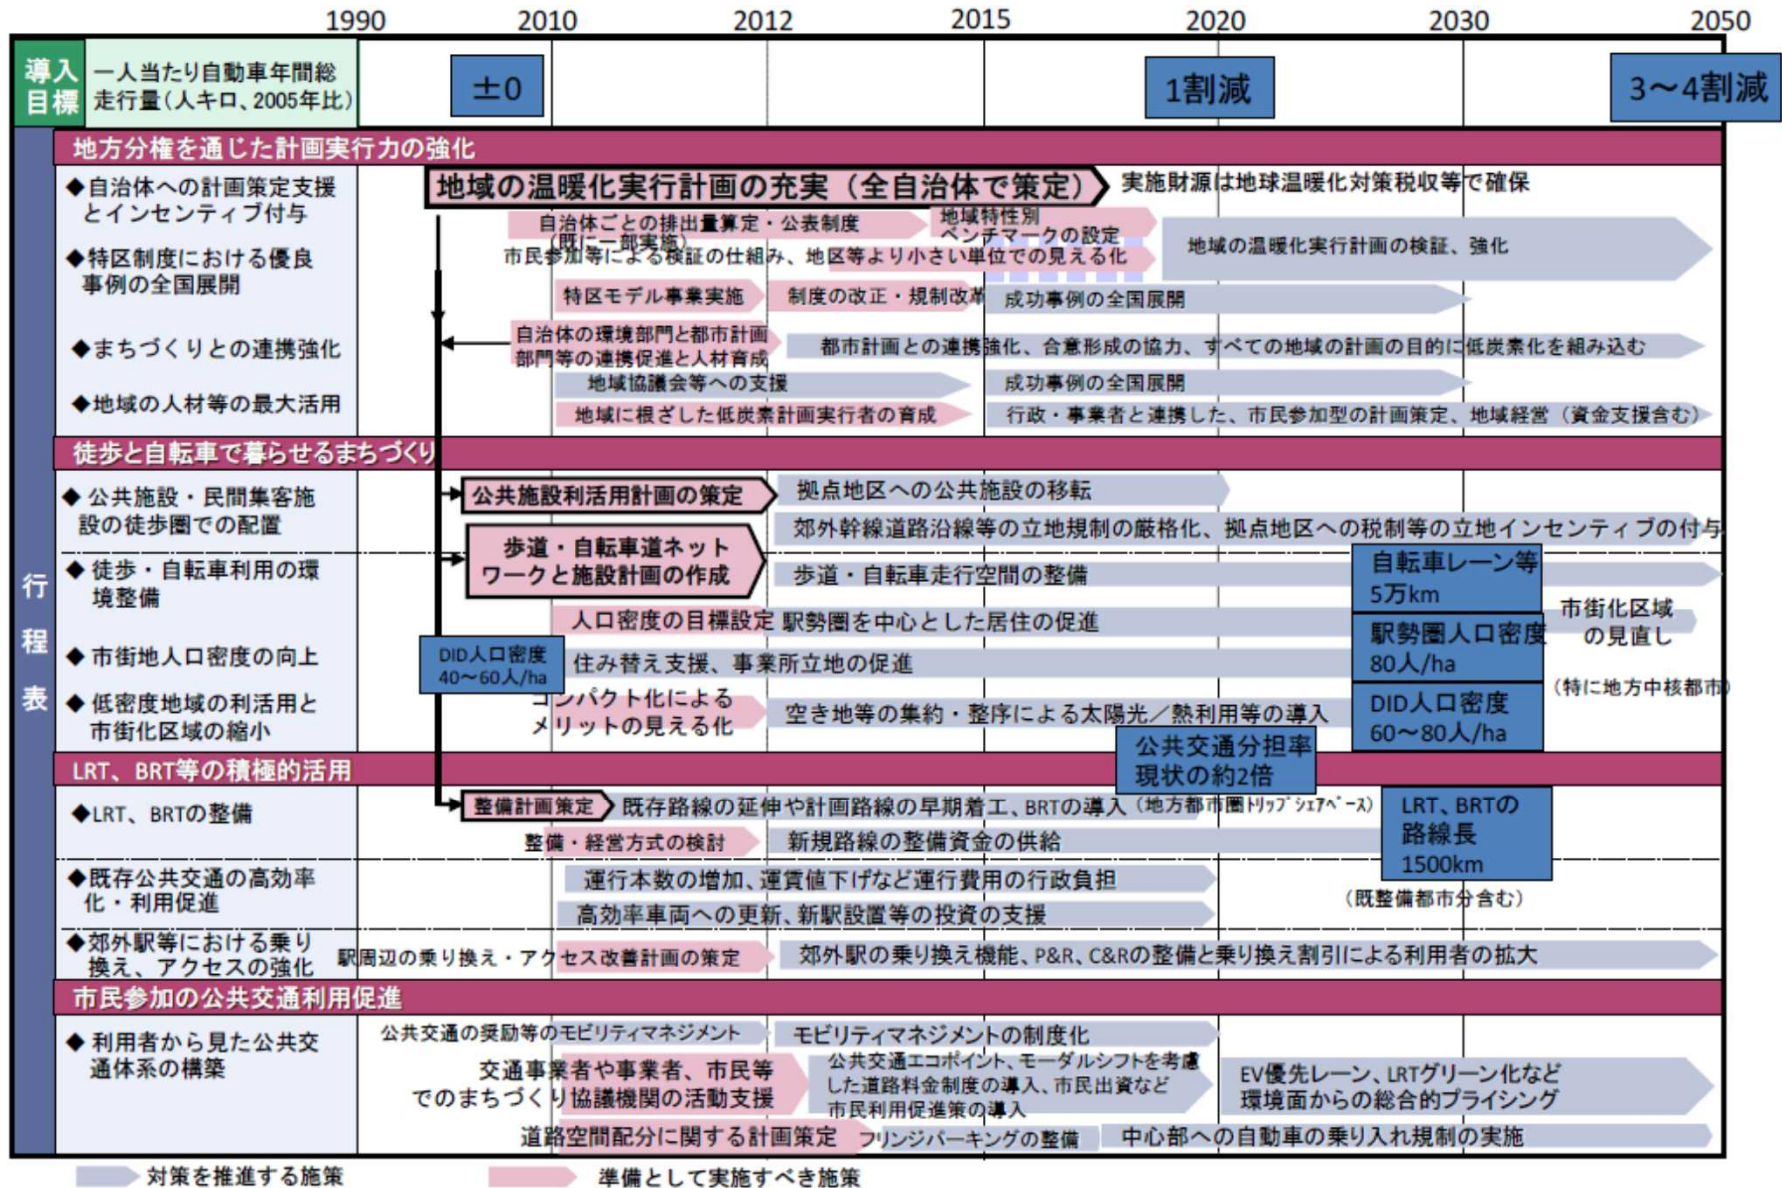 1990 2010 2012 2015 2020 2030 2050
導入
目標
一人当たり自動車年間総
走行量(人キロ、2005年比)
±0
1割減
3～4割減
行程表
地方分権を通じた計画実行力の強化
◆自治体への計画策定支援
とインセンティブ付与
地域の温暖化実行計画の充実（全自治体で策定）
実施財源は地球温暖化対策税収等で確保
自治体ごとの排出量算定・公表制度
(既に一部実施)
地域特性別
ベンチマークの設定
市民参加等による検証の仕組み、地区等より小さい単位での見える化
地域の温暖化実行計画の検証、強化
◆特区制度における優良
事例の全国展開
特区モデル事業実施
制度の改正・規制改革
成功事例の全国展開
◆まちづくりとの連携強化
自治体の環境部門と都市計画
部門等の連携促進と人材育成
都市計画との連携強化、合意形成の協力、すべての地域の計画の目的に低炭素化を組み込む
◆地域の人材等の最大活用
地域協議会等への支援
成功事例の全国展開
地域に根ざした低炭素計画実行者の育成
行政・事業者と連携した、市民参加型の計画策定、地域経営（資金支援含む）
徒歩と自転車で暮らせるまちづくり
◆ 公共施設・民間集客施
設の徒歩圏での配置
公共施設利活用計画の策定
拠点地区への公共施設の移転
郊外幹線道路沿線等の立地規制の厳格化、拠点地区への税制等の立地インセンティブの付与
◆ 徒歩・自転車利用の環
境整備
歩道・自転車道ネット
ワークと施設計画の作成
歩道・自転車走行空間の整備
自転車レーン等
5万km
◆ 市街地人口密度の向上
人口密度の目標設定
駅勢圏を中心とした居住の促進
市街化区域
の見直し
DID人口密度
40～60人/ha
住み替え支援、事業所立地の促進
駅勢圏人口密度
80人/ha
(特に地方中核都市)
◆ 低密度地域の利活用と
市街化区域の縮小
コンパクト化による
メリットの見える化
空き地等の集約・整序による太陽光／熱利用等の導入
DID人口密度
60～80人/ha
公共交通分担率
現状の約2倍
LRT、BRT等の積極的活用
◆LRT、BRTの整備
整備計画策定
既存路線の延伸や計画路線の早期着工、BRTの導入
(地方都市圏ﾄﾘｯﾌﾟｼｪｱﾍﾞｰｽ)
整備・経営方式の検討
新規路線の整備資金の供給
LRT、BRTの
路線長
1500km
(既整備都市分含む)
◆既存公共交通の高効率
化・利用促進
運行本数の増加、運賃値下げなど運行費用の行政負担
高効率車両への更新、新駅設置等の投資の支援
◆郊外駅等における乗り
換え、アクセスの強化
駅周辺の乗り換え・アクセス改善計画の策定
郊外駅の乗り換え機能、P&R、C&Rの整備と乗り換え割引による利用者の拡大
市民参加の公共交通利用促進
◆ 利用者から見た公共交
通体系の構築
公共交通の奨励等のモビリティマネジメント
モビリティマネジメントの制度化
交通事業者や事業者、市民等
でのまちづくり協議機関の活動支援
公共交通エコポイント、モーダルシフトを考慮
した道路料金制度の導入、市民出資など
市民利用促進策の導入
EV優先レーン、LRTグリーン化など
環境面からの総合的プライシング
道路空間配分に関する計画策定
フリンジパーキングの整備
中心部への自動車の乗り入れ規制の実施
対策を推進する施策
準備として実施すべき施策